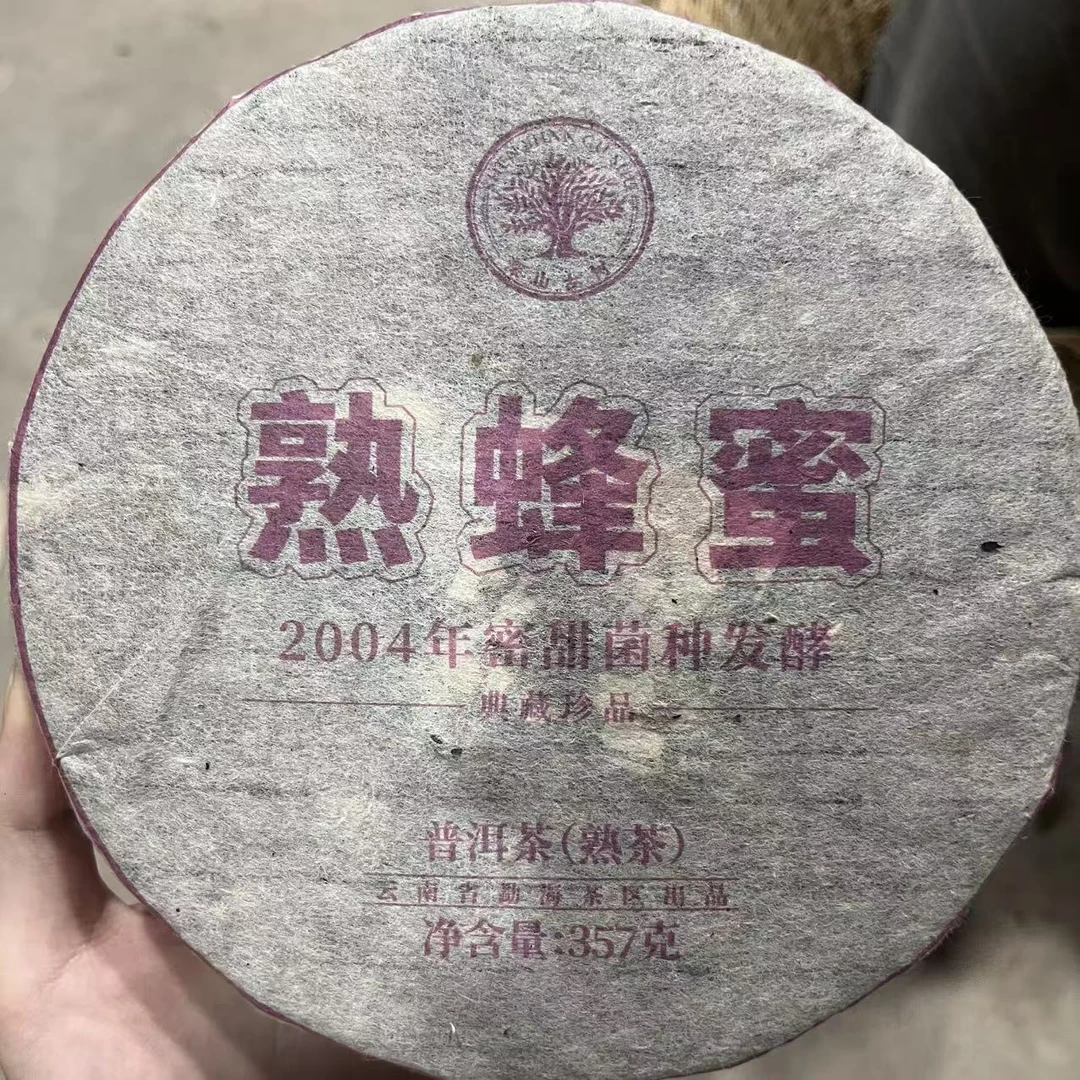 熟蜂蜜
2004年密甜菌种发酵
典藏珍品
普洱茶(熟茶)
云南省勐海茶区出品
净含量:357克